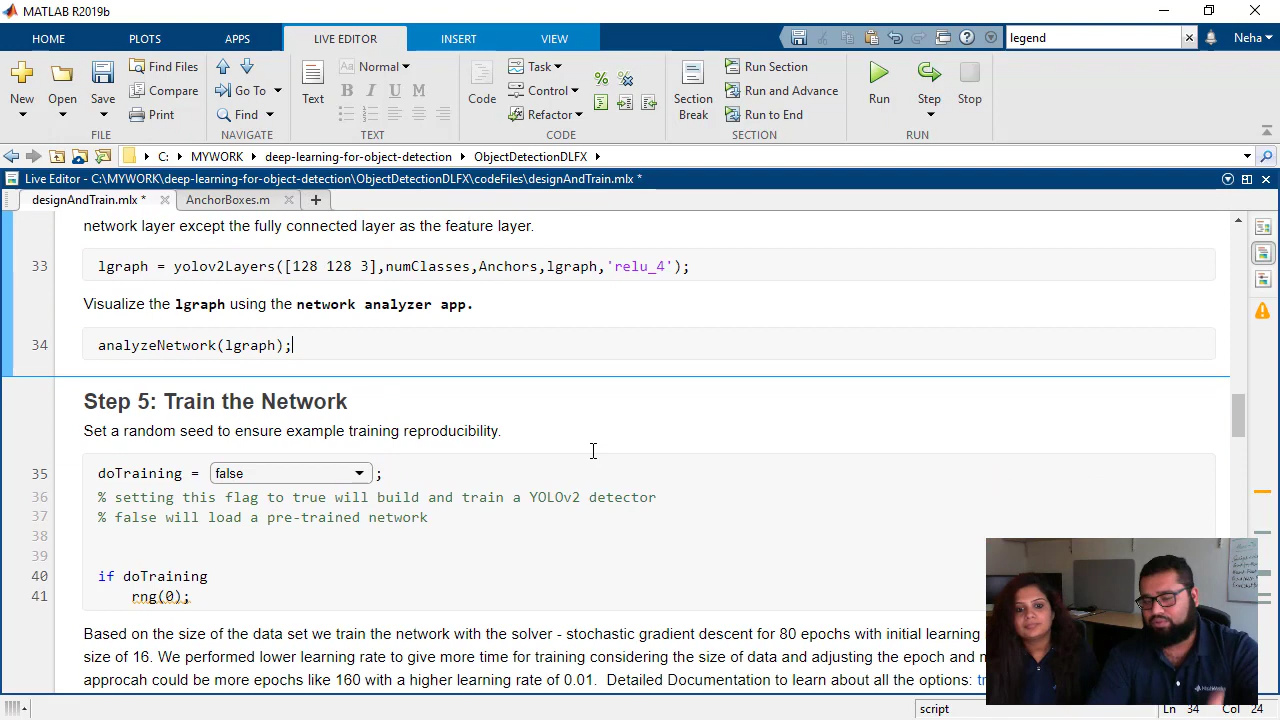 MATLAB R2019b
HOME PLOTS APPS LIVE EDITOR INSERT VIEW legend Neha
New Open Save Find Files Compare Print Go To Find Text Aa Normal B I U M Code Task Control Refactor Section Break Run Section Run and Advance Run to End Run Step Stop
FILE NAVIGATE TEXT CODE SECTION RUN
C: MYWORK deep-learning-for-object-detection ObjectDetectionDLFX
Live Editor - C:\MYWORK\deep-learning-for-object-detection\ObjectDetectionDLFX\codeFiles\designAndTrain.mlx *
designAndTrain.mlx * AnchorBoxes.m
network layer except the fully connected layer as the feature layer.
33 lgraph = yolov2Layers([128 128 3],numClasses,Anchors,lgraph,'relu_4');
Visualize the lgraph using the network analyzer app.
34 analyzeNetwork(lgraph);
Step 5: Train the Network
Set a random seed to ensure example training reproducibility.
35 doTraining = false ;
36 % setting this flag to true will build and train a YOLOv2 detector
37 % false will load a pre-trained network
38
39
40 if doTraining
41 rng(0);
Based on the size of the data set we train the network with the solver - stochastic gradient descent for 80 epochs with initial learning
size of 16. We performed lower learning rate to give more time for training considering the size of data and adjusting the epoch and
approcah could be more epochs like 160 with a higher learning rate of 0.01. Detailed Documentation to learn about all the options:
script Ln 34 Col 24